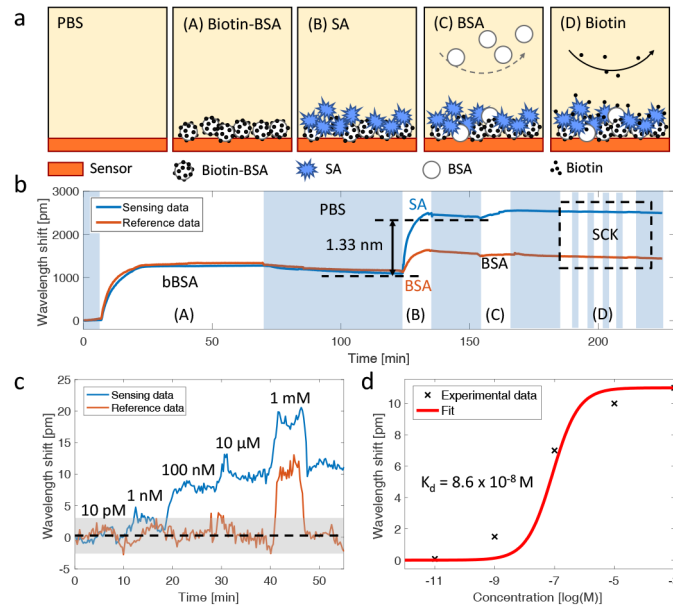 a
PBS
(A) Biotin-BSA
(B) SA
(C) BSA
(D) Biotin
Sensor
Biotin-BSA
SA
BSA
Biotin
b
Wavelength shift [pm]
3000
2000
1000
0
Sensing data
Reference data
PBS
SA
1.33 nm
SCK
bBSA
BSA
BSA
(A)
(B)
(C)
(D)
0
50
100
150
200
Time [min]
c
Wavelength shift [pm]
25
20
15
10
5
0
-5
Sensing data
Reference data
1 mM
10 µM
100 nM
1 nM
10 pM
0
10
20
30
40
50
Time [min]
d
Wavelength shift [pm]
10
8
6
4
2
0
Experimental data
Fit
K_d = 8.6 x 10⁻⁸ M
-11
-9
-7
-5
-3
Concentration [log(M)]